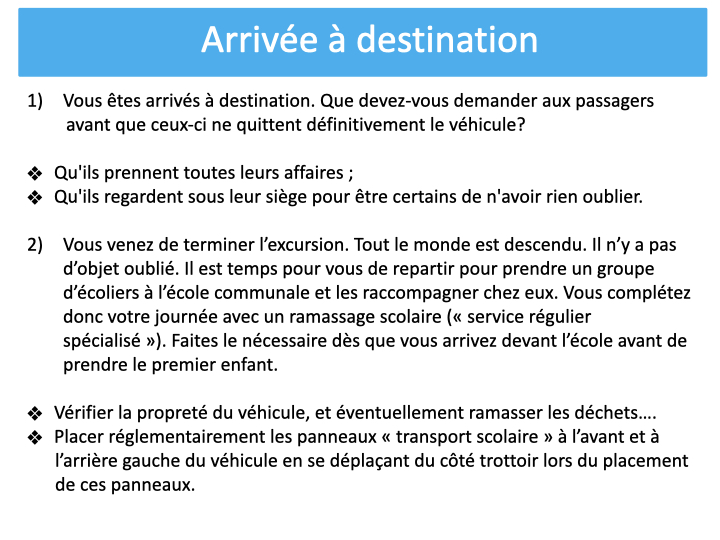 Arrivée à destination
1) Vous êtes arrivés à destination. Que devez-vous demander aux passagers
avant que ceux-ci ne quittent définitivement le véhicule?
❖ Qu'ils prennent toutes leurs affaires ;
❖ Qu'ils regardent sous leur siège pour être certains de n'avoir rien oublier.
2) Vous venez de terminer l’excursion. Tout le monde est descendu. Il n’y a pas
d’objet oublié. Il est temps pour vous de repartir pour prendre un groupe
d’écoliers à l’école communale et les raccompagner chez eux. Vous complétez
donc votre journée avec un ramassage scolaire (« service régulier
spécialisé »). Faites le nécessaire dès que vous arrivez devant l’école avant de
prendre le premier enfant.
❖ Vérifier la propreté du véhicule, et éventuellement ramasser les déchets….
❖ Placer réglementairement les panneaux « transport scolaire » à l’avant et à
l’arrière gauche du véhicule en se déplaçant du côté trottoir lors du placement
de ces panneaux.